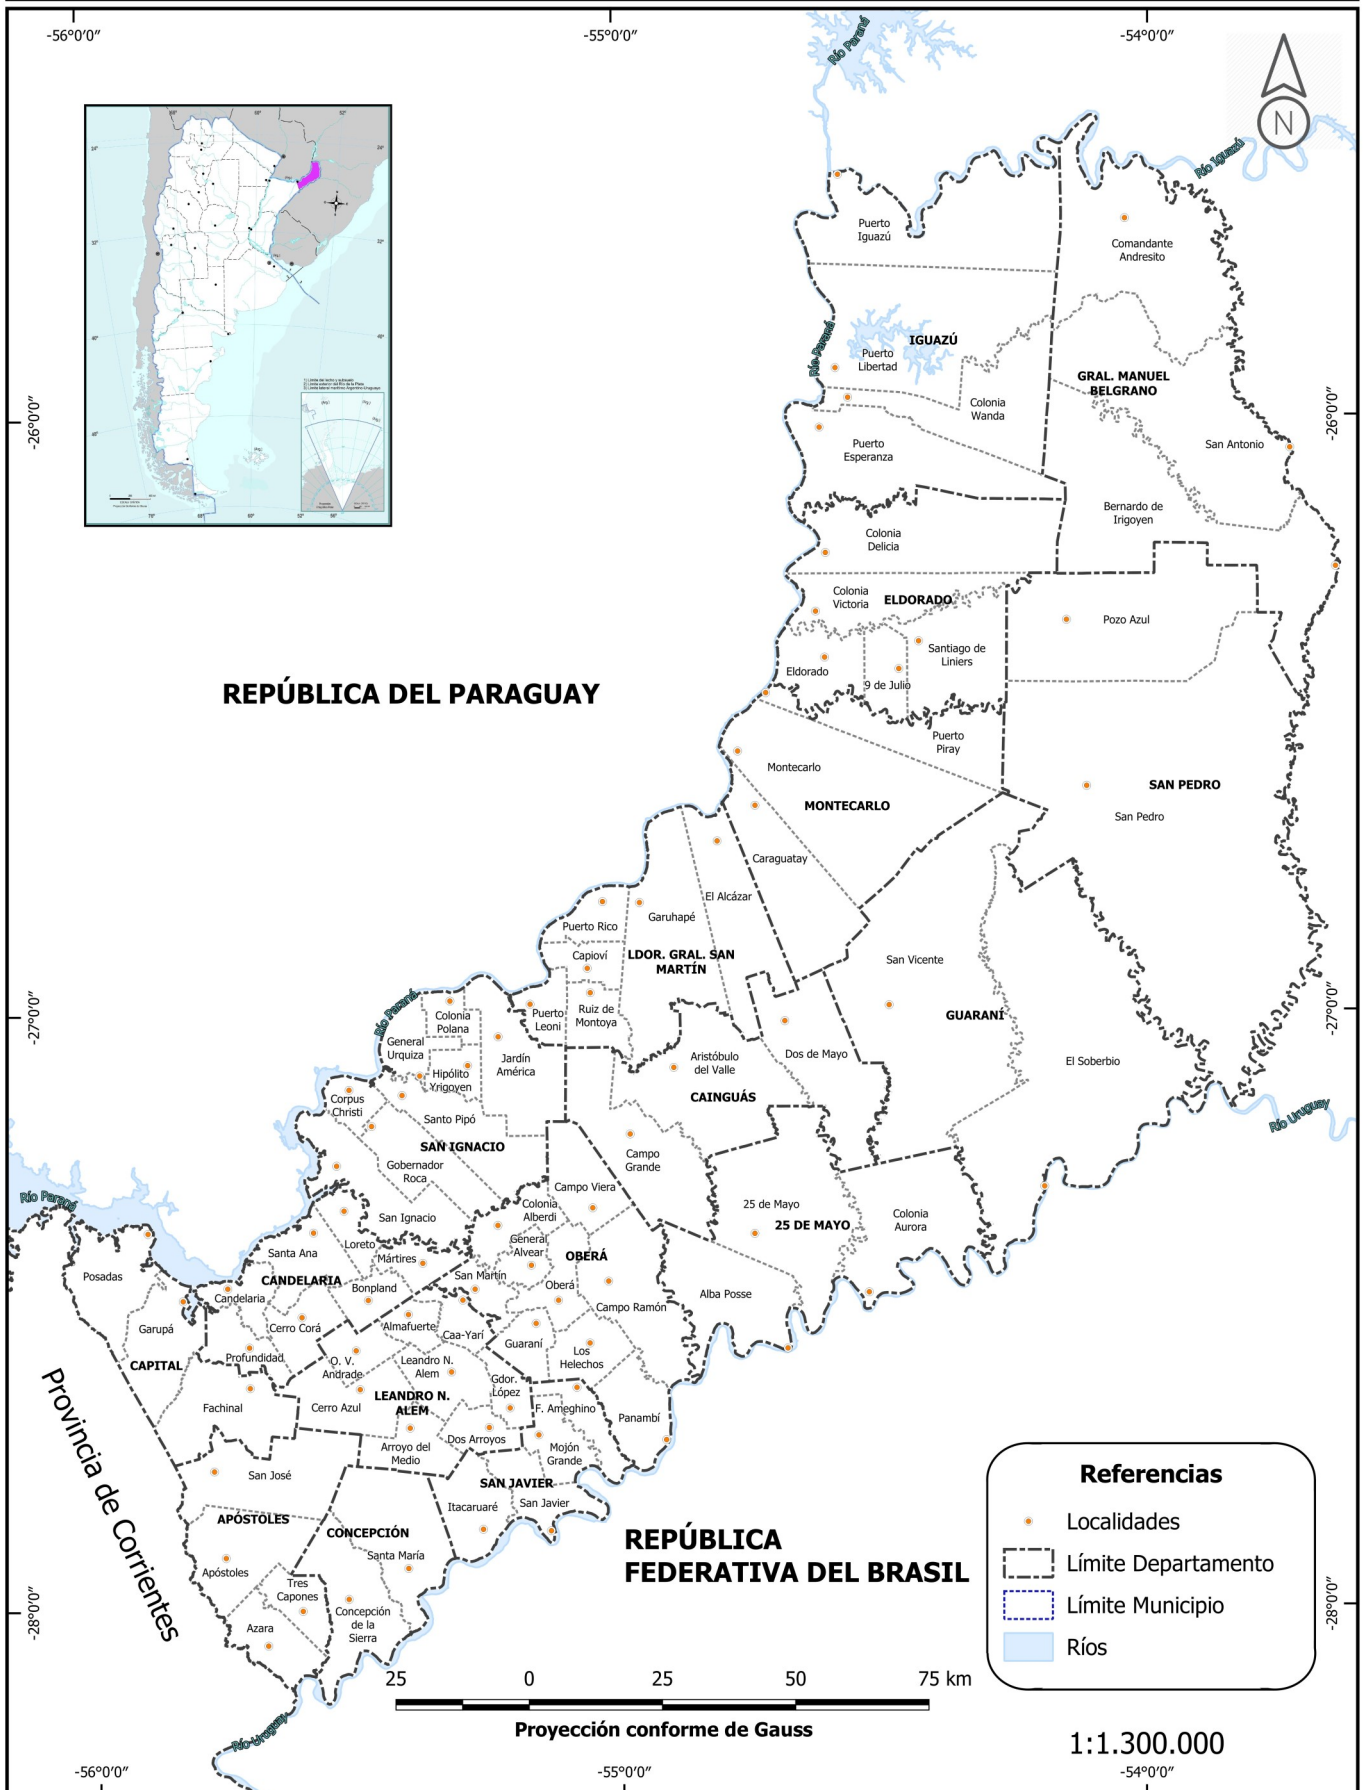 -56°0'0"
-55°0'0"
-54°0'0"
Río Paraná
N
Río Iguazú
Puerto
Iguazú
Comandante
Andresito
Río Paraná
IGUAZÚ
Puerto
Libertad
GRAL. MANUEL
BELGRANO
Colonia
Wanda
-26°0'0"
-26°0'0"
San Antonio
Puerto
Esperanza
Bernardo de
Irigoyen
Colonia
Delicia
Colonia
Victoria
ELDORADO
Pozo Azul
Santiago de
Liniers
Eldorado
9 de Julio
REPÚBLICA DEL PARAGUAY
Puerto
Piray
Montecarlo
MONTECARLO
SAN PEDRO
San Pedro
Caraguatay
El Alcázar
Garuhapé
Puerto Rico
Capioví
LDOR. GRAL. SAN
MARTÍN
San Vicente
Río Paraná
-27°0'0"
-27°0'0"
Colonia
Polana
Puerto
Leoni
Ruiz de
Montoya
GUARANÍ
General
Urquiza
Jardín
América
Aristóbulo
del Valle
Dos de Mayo
El Soberbio
Hipólito
Yrigoyen
CAINGUÁS
Corpus
Christi
Santo Pipó
Río Uruguay
SAN IGNACIO
Campo
Grande
Gobernador
Roca
Campo Viera
Río Paraná
San Ignacio
Colonia
Alberdi
25 de Mayo
25 DE MAYO
Colonia
Aurora
Santa Ana
Loreto
Mártires
General
Alvear
OBERÁ
Posadas
CANDELARIA
Candelaria
Bonpland
San Martín
Oberá
Alba Posse
Campo Ramón
Garupá
Cerro Corá
Almafuerte
Caa-Yarí
Guaraní
CAPITAL
Profundidad
O. V.
Andrade
Leandro N.
Alem
Los
Helechos
Gdor.
López
Fachinal
Cerro Azul
LEANDRO N.
ALEM
F. Ameghino
Panambí
Provincia de Corrientes
Arroyo del
Medio
Dos Arroyos
Mojón
Grande
San José
SAN JAVIER
Itacaruaré
San Javier
APÓSTOLES
CONCEPCIÓN
Santa María
Apóstoles
Tres
Capones
Concepción
de la
Sierra
Azara
-28°0'0"
-28°0'0"
REPÚBLICA
FEDERATIVA DEL BRASIL
Referencias
Localidades
Límite Departamento
Límite Municipio
Ríos
25 0 25 50 75 km
Proyección conforme de Gauss
1:1.300.000
Río Uruguay
-56°0'0"
-55°0'0"
-54°0'0"